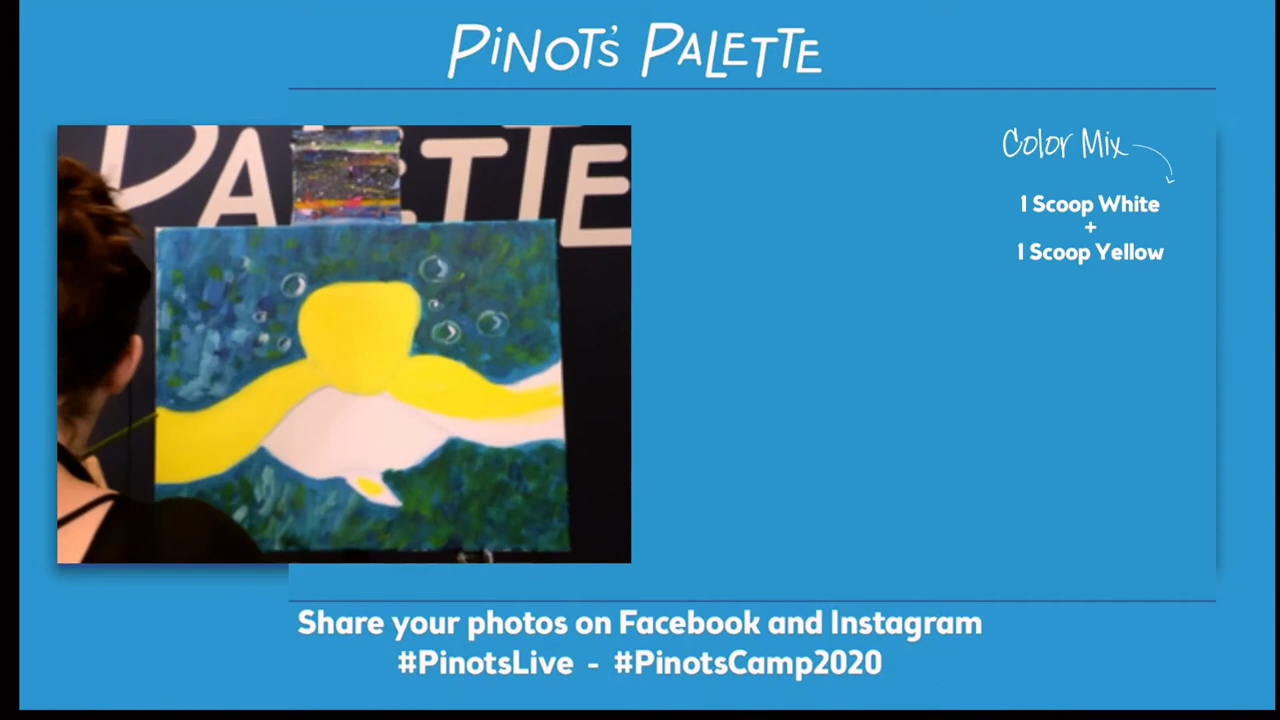 PiNOT'S PALETTE
PALETTE
Color Mix
1 Scoop White
+
1 Scoop Yellow
Share your photos on Facebook and Instagram
#PinotsLive - #PinotsCamp2020